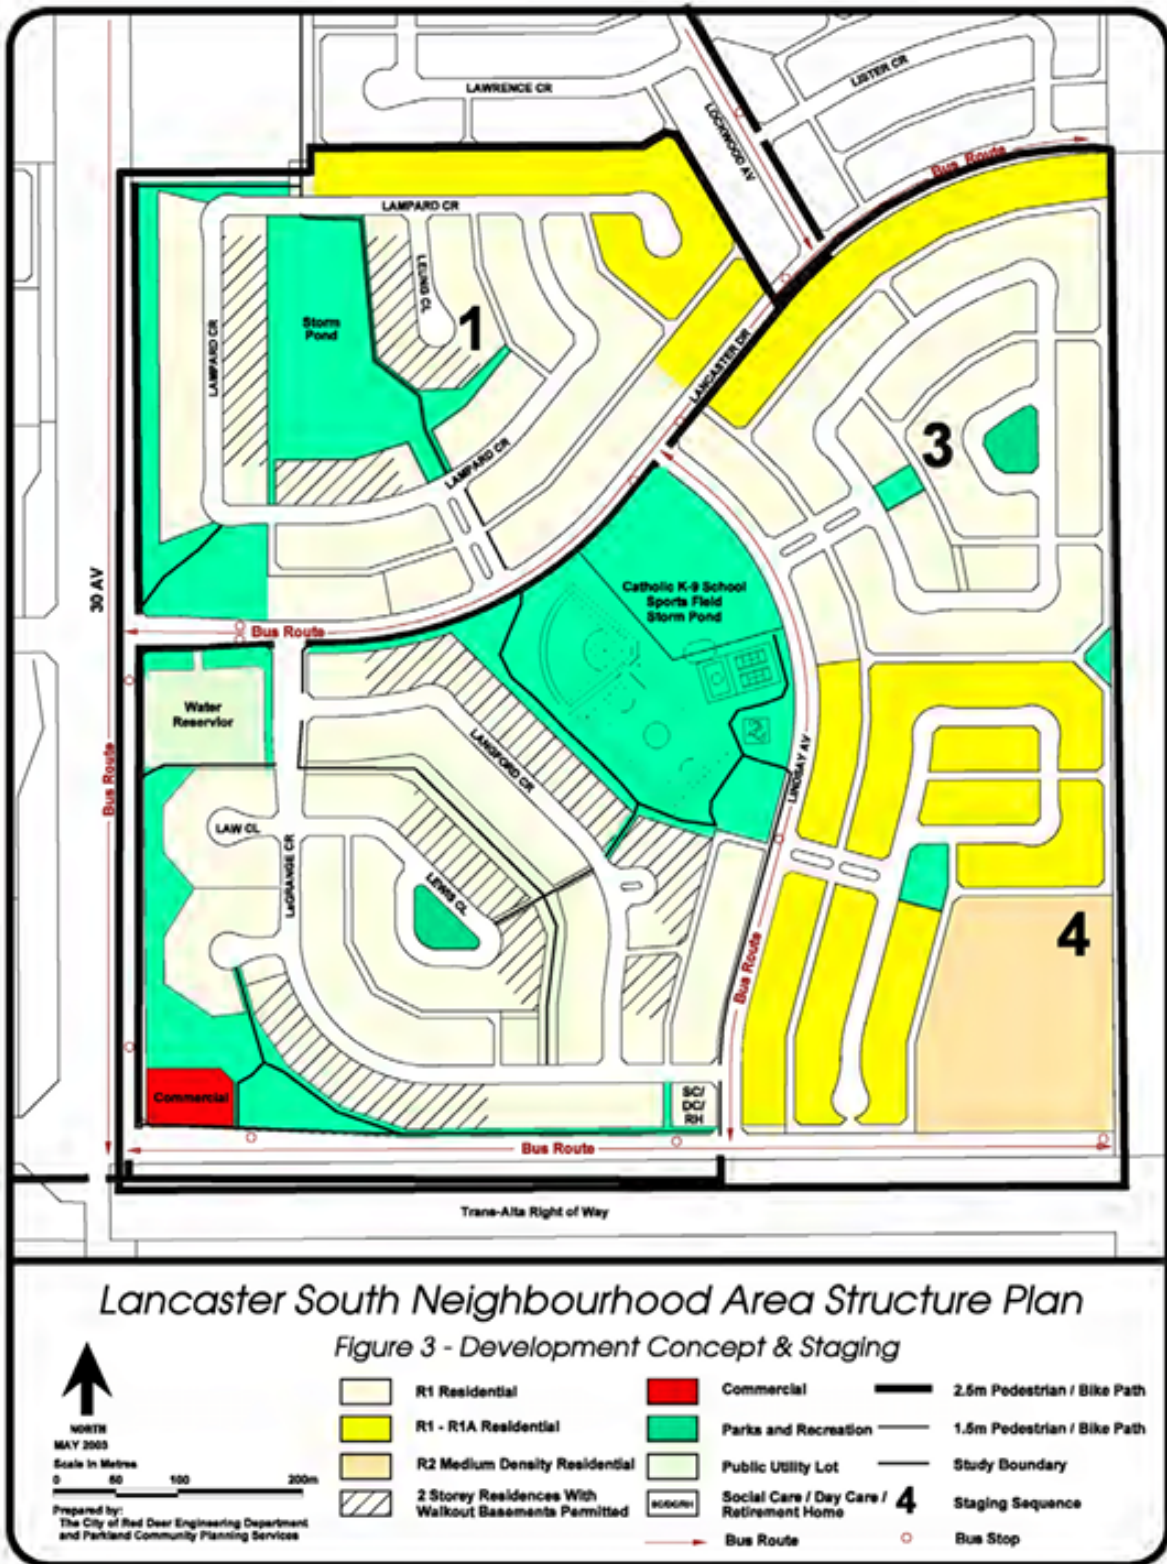 LAWRENCE CR
LISTER CR
LOCKWOOD AV
Bus Route
LAMPARD CR
LEUNG CL
1
Storm
Pond
LAMPARD CR
LANCASTER DR
3
LAMPARD CR
30 AV
Catholic K-9 School
Sports Field
Storm Pond
Bus Route
Water
Reservior
Bus Route
LANGFORD CR
LINDSAY AV
LAW CL
LeGRANGE CR
LEWIS CL
4
Bus Route
Commercial
SC/
DC/
RH
Bus Route
Trans-Alta Right of Way
Lancaster South Neighbourhood Area Structure Plan
Figure 3 - Development Concept & Staging
NORTH
MAY 2003
Scale in Metres
0 50 100 200m
Prepared by:
The City of Red Deer Engineering Department
and Parkland Community Planning Services
R1 Residential
R1 - R1A Residential
R2 Medium Density Residential
2 Storey Residences With
Walkout Basements Permitted
Commercial
Parks and Recreation
Public Utility Lot
SC/DC/RH
Social Care / Day Care /
Retirement Home
Bus Route
2.5m Pedestrian / Bike Path
1.5m Pedestrian / Bike Path
Study Boundary
4
Staging Sequence
Bus Stop